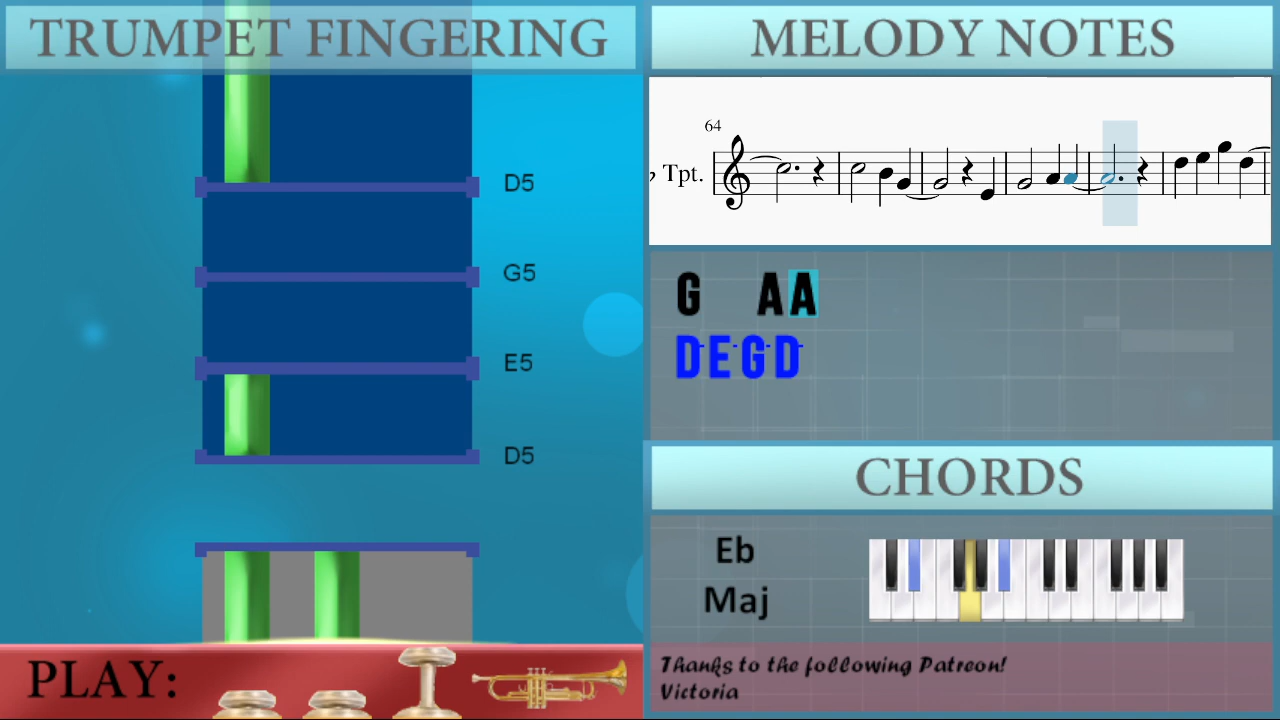 TRUMPET FINGERING
D5
G5
E5
D5
PLAY:
MELODY NOTES
64
♭ Tpt.
G AA
DEGD
CHORDS
Eb
Maj
Thanks to the following Patreon!
Victoria